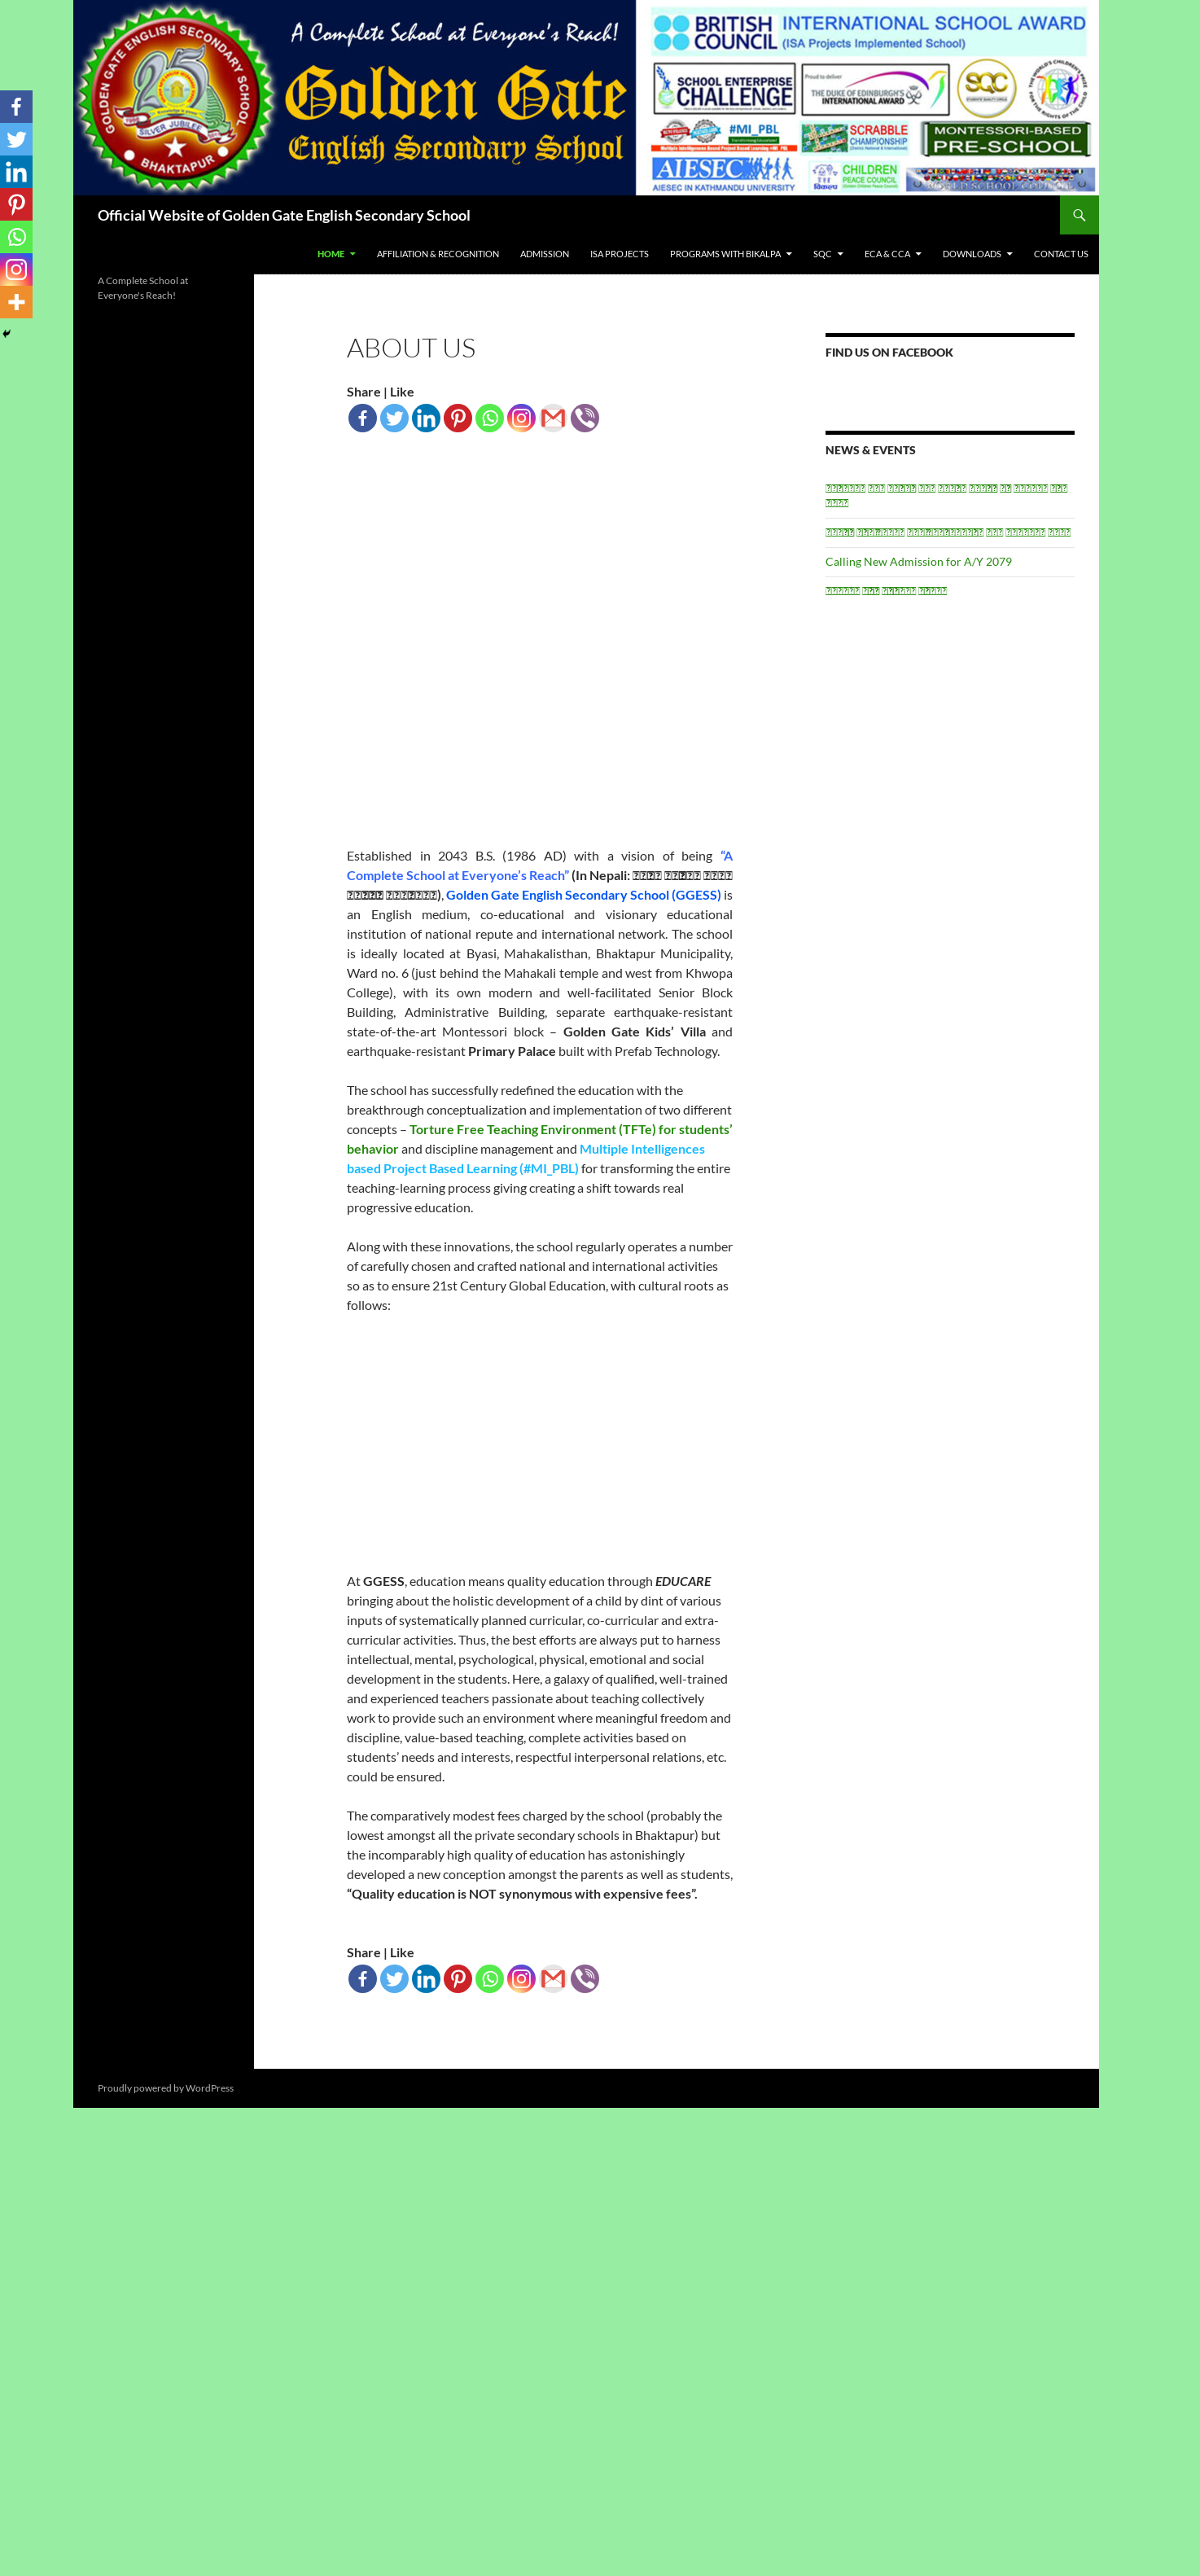 A Complete School at Everyone's Reach!
Golden Gate
English Secondary School
GOLDEN GATE ENGLISH SECONDARY SCHOOL
25
SILVER JUBILEE
BHAKTAPUR
BRITISH COUNCIL
INTERNATIONAL SCHOOL AWARD
(ISA Projects Implemented School)
SCHOOL ENTERPRISE CHALLENGE
Proud to deliver
THE DUKE OF EDINBURGH'S
INTERNATIONAL AWARD
SQC
#MI_PBL
Multiple Intelligences Based Project Based Learning (#MI_PBL)
SCRABBLE
CHAMPIONSHIP
MONTESSORI-BASED
PRE-SCHOOL
AIESEC
AIESEC IN KATHMANDU UNIVERSITY
CHILDREN
PEACE COUNCIL
Official Website of Golden Gate English Secondary School
HOME
AFFILIATION & RECOGNITION
ADMISSION
ISA PROJECTS
PROGRAMS WITH BIKALPA
SQC
ECA & CCA
DOWNLOADS
CONTACT US
A Complete School at
Everyone's Reach!
ABOUT US
Share | Like
Established in 2043 B.S. (1986 AD) with a vision of being “A
Complete School at Everyone’s Reach” (In Nepali:
), Golden Gate English Secondary School (GGESS) is
an English medium, co-educational and visionary educational
institution of national repute and international network. The school
is ideally located at Byasi, Mahakalisthan, Bhaktapur Municipality,
Ward no. 6 (just behind the Mahakali temple and west from Khwopa
College), with its own modern and well-facilitated Senior Block
Building, Administrative Building, separate earthquake-resistant
state-of-the-art Montessori block – Golden Gate Kids’ Villa and
earthquake-resistant Primary Palace built with Prefab Technology.
The school has successfully redefined the education with the
breakthrough conceptualization and implementation of two different
concepts – Torture Free Teaching Environment (TFTe) for students’
behavior and discipline management and Multiple Intelligences
based Project Based Learning (#MI_PBL) for transforming the entire
teaching-learning process giving creating a shift towards real
progressive education.
Along with these innovations, the school regularly operates a number
of carefully chosen and crafted national and international activities
so as to ensure 21st Century Global Education, with cultural roots as
follows:
At GGESS, education means quality education through EDUCARE
bringing about the holistic development of a child by dint of various
inputs of systematically planned curricular, co-curricular and extra-
curricular activities. Thus, the best efforts are always put to harness
intellectual, mental, psychological, physical, emotional and social
development in the students. Here, a galaxy of qualified, well-trained
and experienced teachers passionate about teaching collectively
work to provide such an environment where meaningful freedom and
discipline, value-based teaching, complete activities based on
students’ needs and interests, respectful interpersonal relations, etc.
could be ensured.
The comparatively modest fees charged by the school (probably the
lowest amongst all the private secondary schools in Bhaktapur) but
the incomparably high quality of education has astonishingly
developed a new conception amongst the parents as well as students,
“Quality education is NOT synonymous with expensive fees”.
Share | Like
FIND US ON FACEBOOK
NEWS & EVENTS
Calling New Admission for A/Y 2079
Proudly powered by WordPress